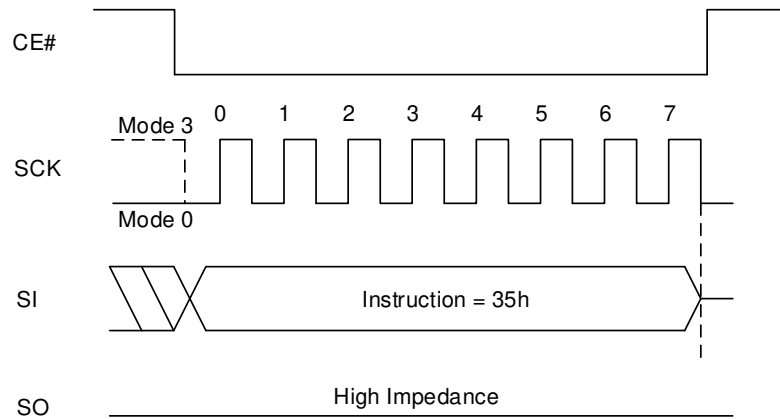 CE#
0 1 2 3 4 5 6 7
Mode 3
SCK
Mode 0
SI
Instruction = 35h
High Impedance
SO